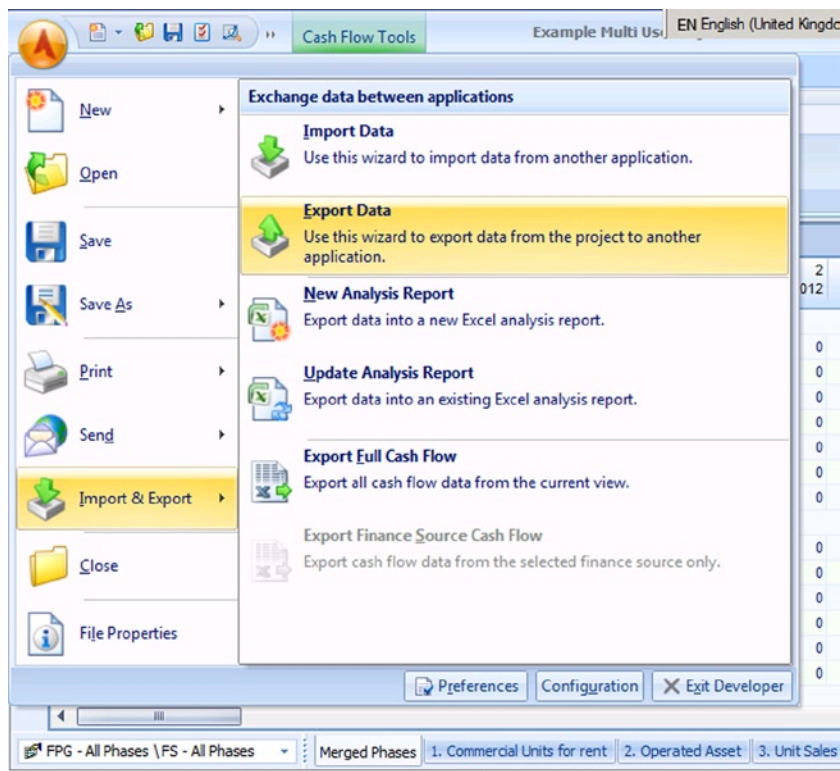 Cash Flow Tools
Example Multi Us
EN English (United Kingdo
New
Open
Save
Save As
Print
Send
Import & Export
Close
File Properties
Exchange data between applications
Import Data
Use this wizard to import data from another application.
Export Data
Use this wizard to export data from the project to another
application.
New Analysis Report
Export data into a new Excel analysis report.
Update Analysis Report
Export data into an existing Excel analysis report.
Export Full Cash Flow
Export all cash flow data from the current view.
Export Finance Source Cash Flow
Export cash flow data from the selected finance source only.
2
012
0
0
0
0
0
0
0
0
0
0
0
0
0
Preferences
Configuration
Exit Developer
FPG - All Phases \ FS - All Phases
Merged Phases
1. Commercial Units for rent
2. Operated Asset
3. Unit Sales